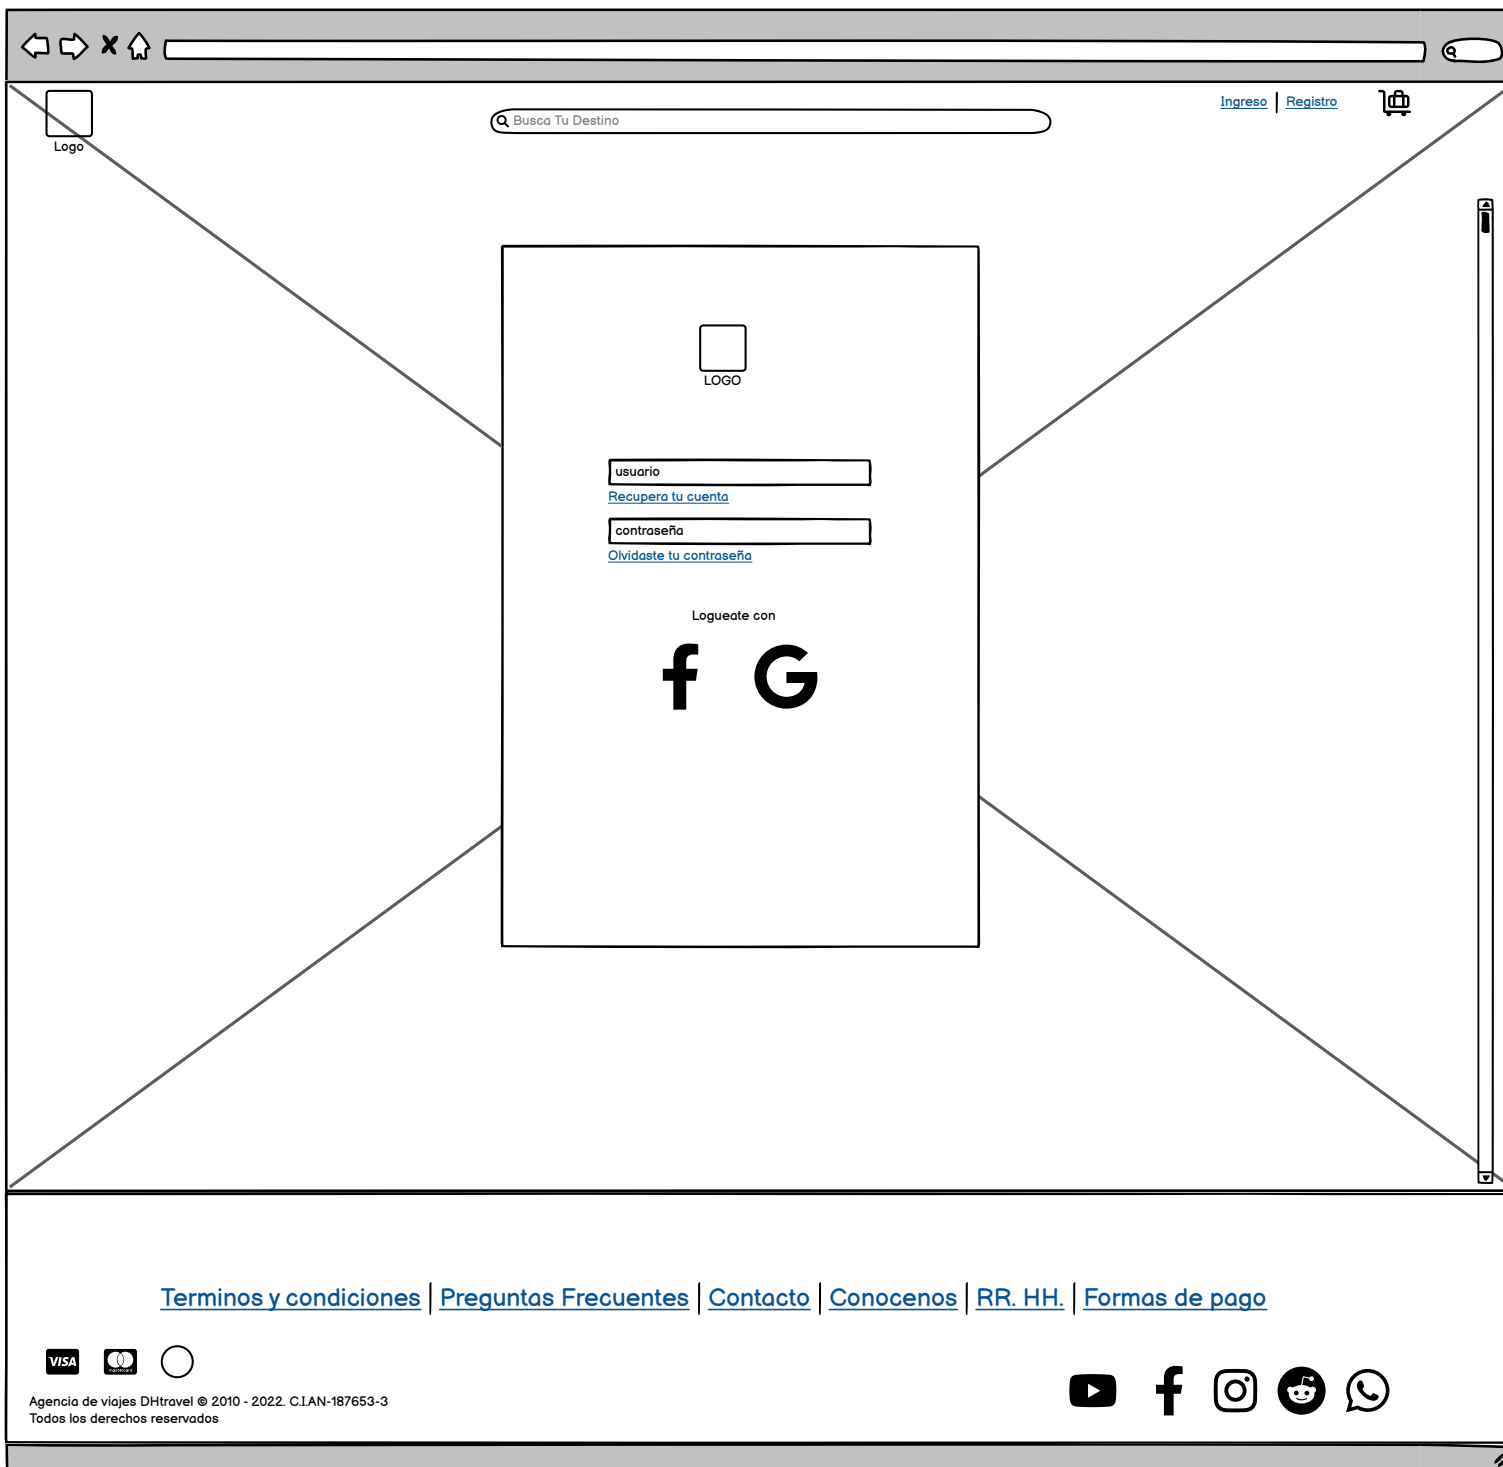 Ingreso | Registro
Busca Tu Destino
Logo
LOGO
usuario
Recupera tu cuenta
contraseña
Olvidaste tu contraseña
Logueate con
Terminos y condiciones | Preguntas Frecuentes | Contacto | Conocenos | RR. HH. | Formas de pago
VISA
mastercard
Agencia de viajes DHtravel © 2010 - 2022. C.I.AN-187653-3
Todos los derechos reservados